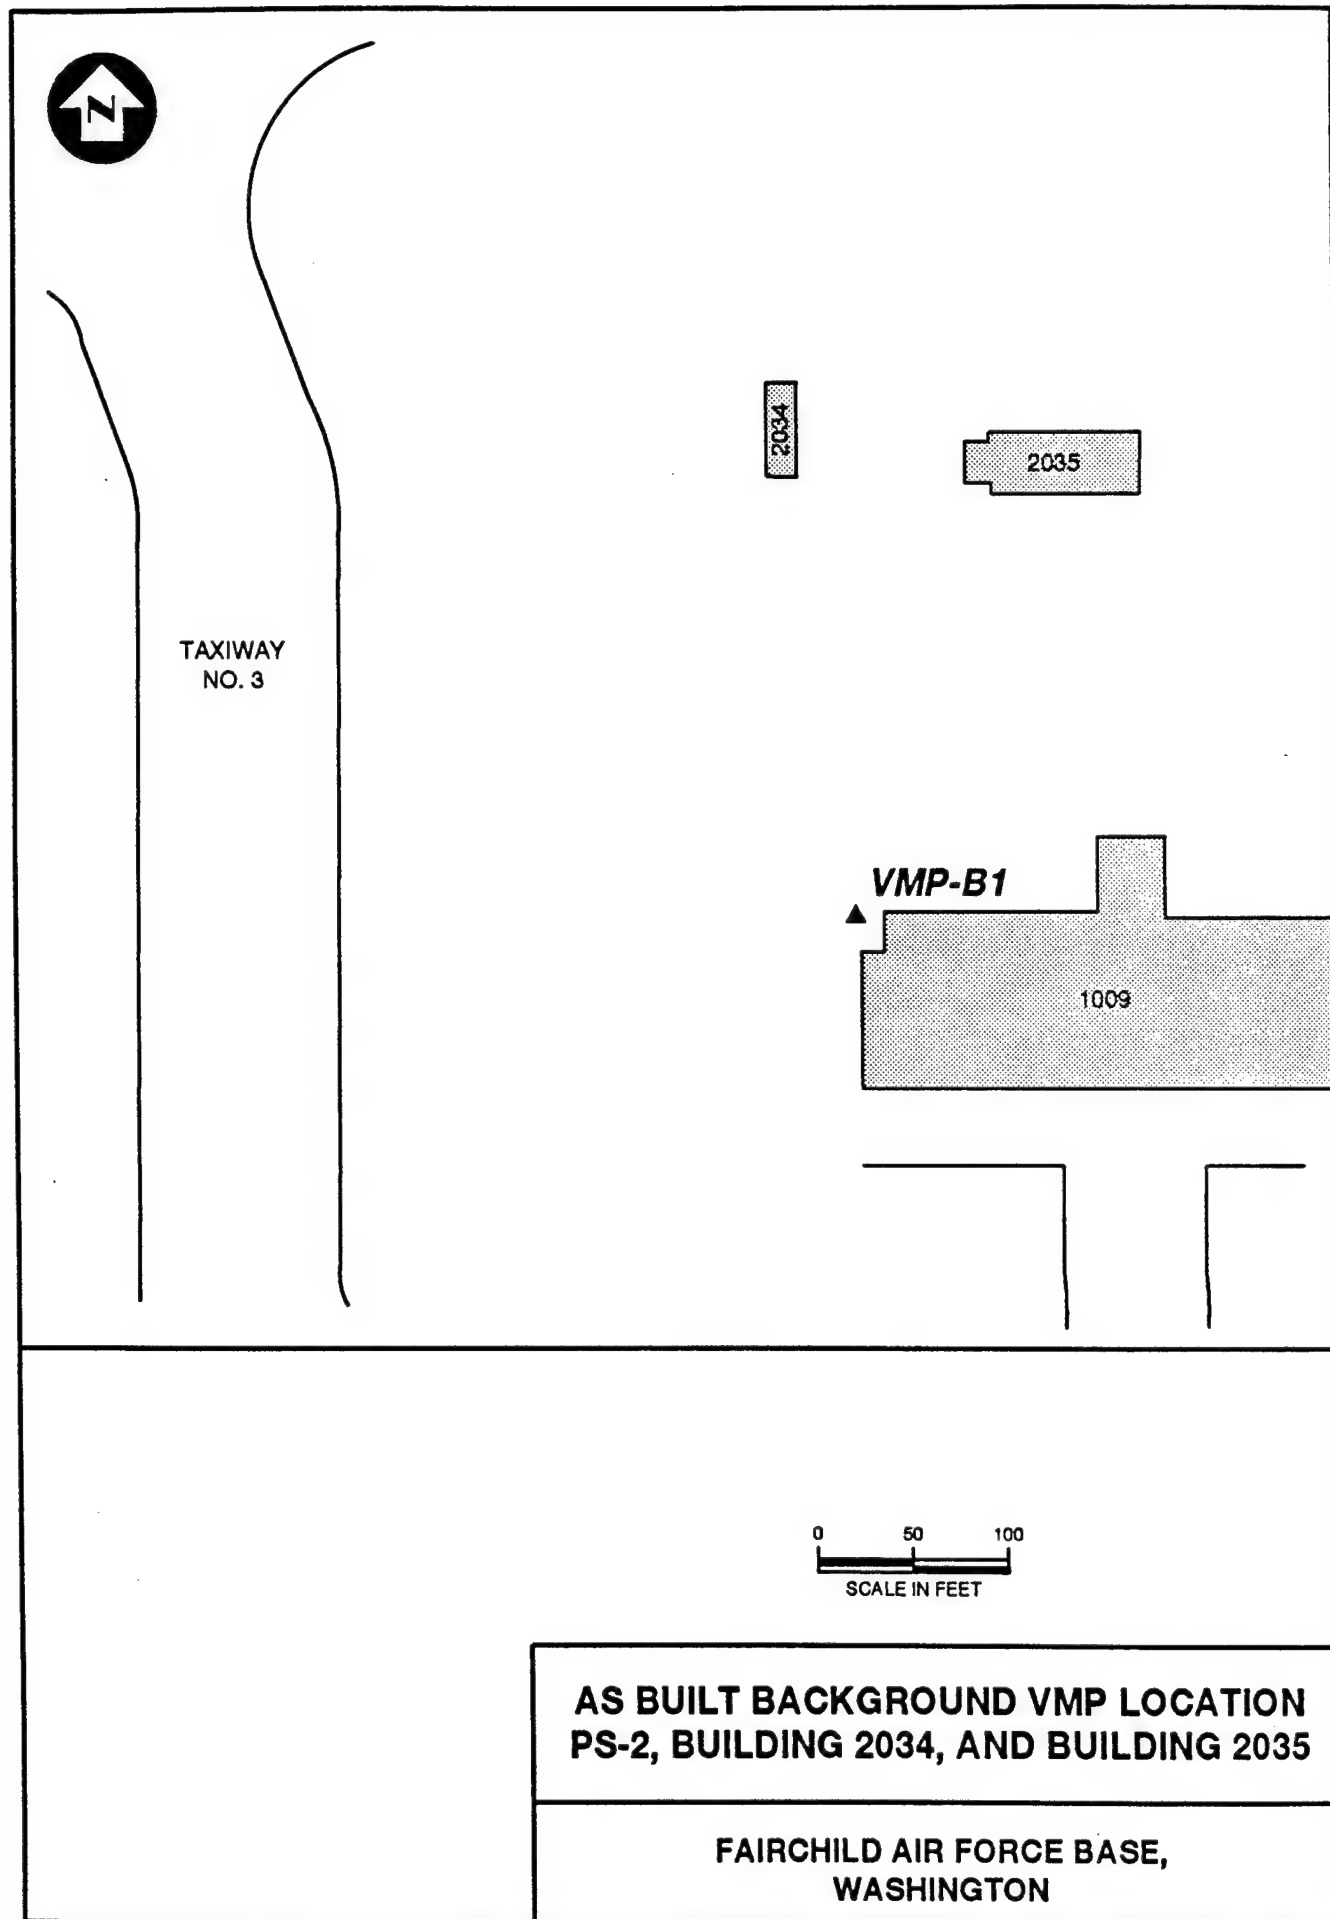 N
2034
2035
TAXIWAY
NO. 3
VMP-B1
1009
0 50 100
SCALE IN FEET
AS BUILT BACKGROUND VMP LOCATION
PS-2, BUILDING 2034, AND BUILDING 2035
FAIRCHILD AIR FORCE BASE,
WASHINGTON